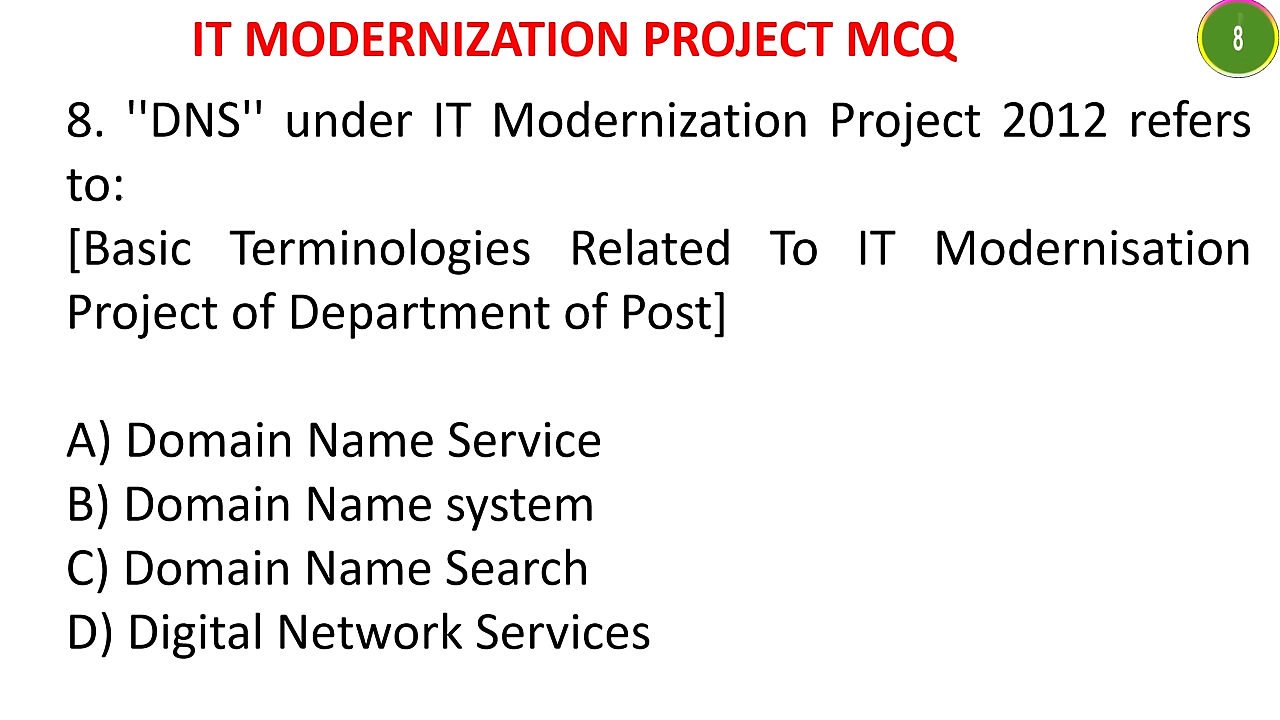 IT MODERNIZATION PROJECT MCQ
8
8. "DNS" under IT Modernization Project 2012 refers
to:
[Basic Terminologies Related To IT Modernisation
Project of Department of Post]
A) Domain Name Service
B) Domain Name system
C) Domain Name Search
D) Digital Network Services